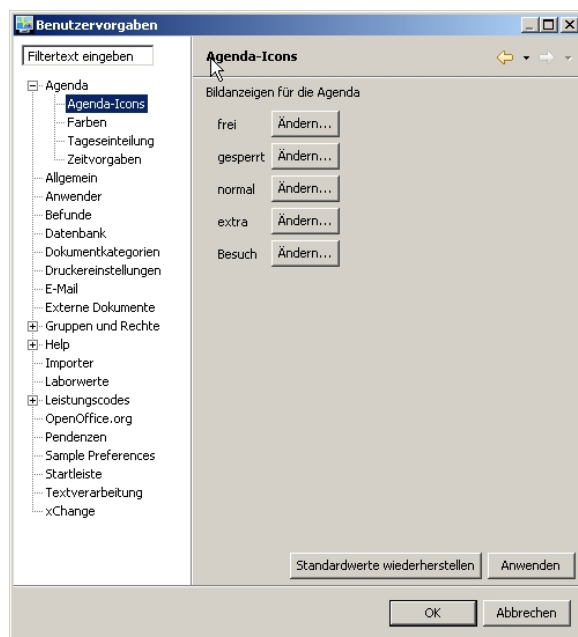 Benutzervorgaben
Filtertext eingeben
Agenda
Agenda-Icons
Farben
Tageseinteilung
Zeitvorgaben
Allgemein
Anwender
Befunde
Datenbank
Dokumentkategorien
Druckereinstellungen
E-Mail
Externe Dokumente
Gruppen und Rechte
Help
Importer
Laborwerte
Leistungscodes
OpenOffice.org
Pendenzen
Sample Preferences
Startleiste
Textverarbeitung
xChange
Agenda-Icons
Bildanzeigen für die Agenda
frei Ändern...
gesperrt Ändern...
normal Ändern...
extra Ändern...
Besuch Ändern...
Standardwerte wiederherstellen Anwenden
OK Abbrechen